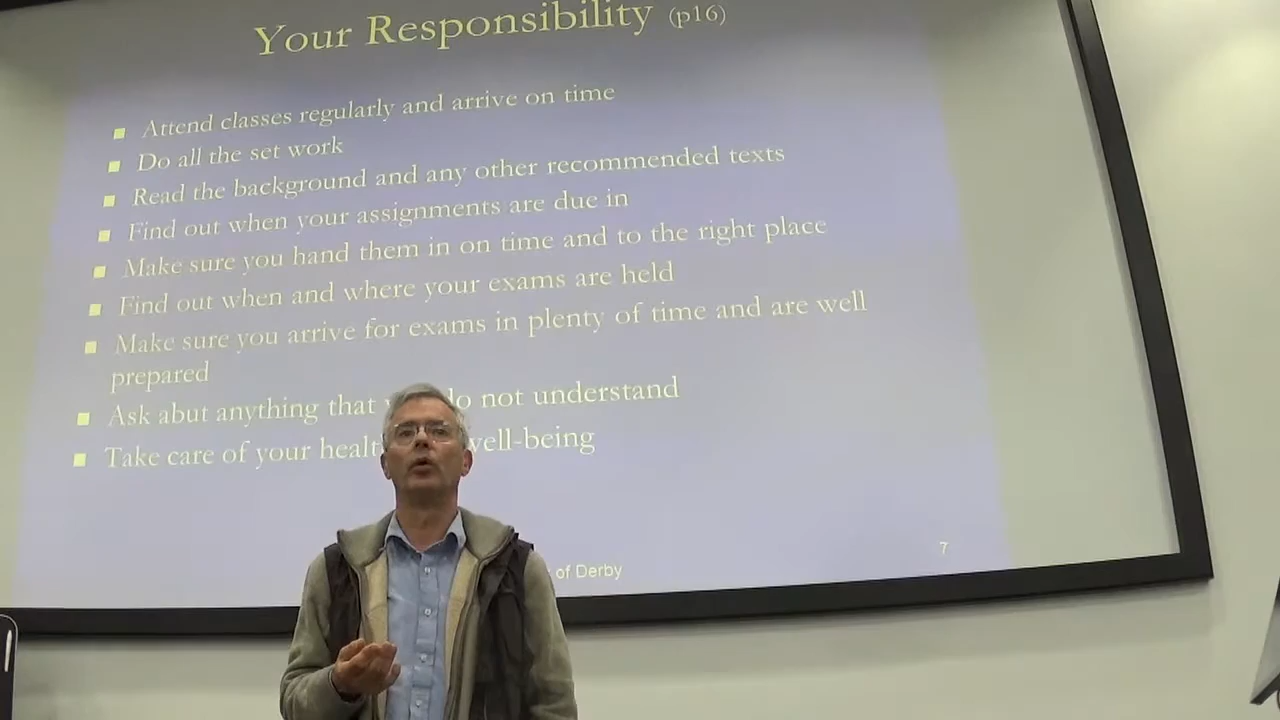 Your Responsibility (p16)
Attend classes regularly and arrive on time
Do all the set work
Read the background and any other recommended texts
Find out when your assignments are due in
Make sure you hand them in on time and to the right place
Find out when and where your exams are held
Make sure you arrive for exams in plenty of time and are well
prepared
Ask abut anything that do not understand
Take care of your health well-being
of Derby
7